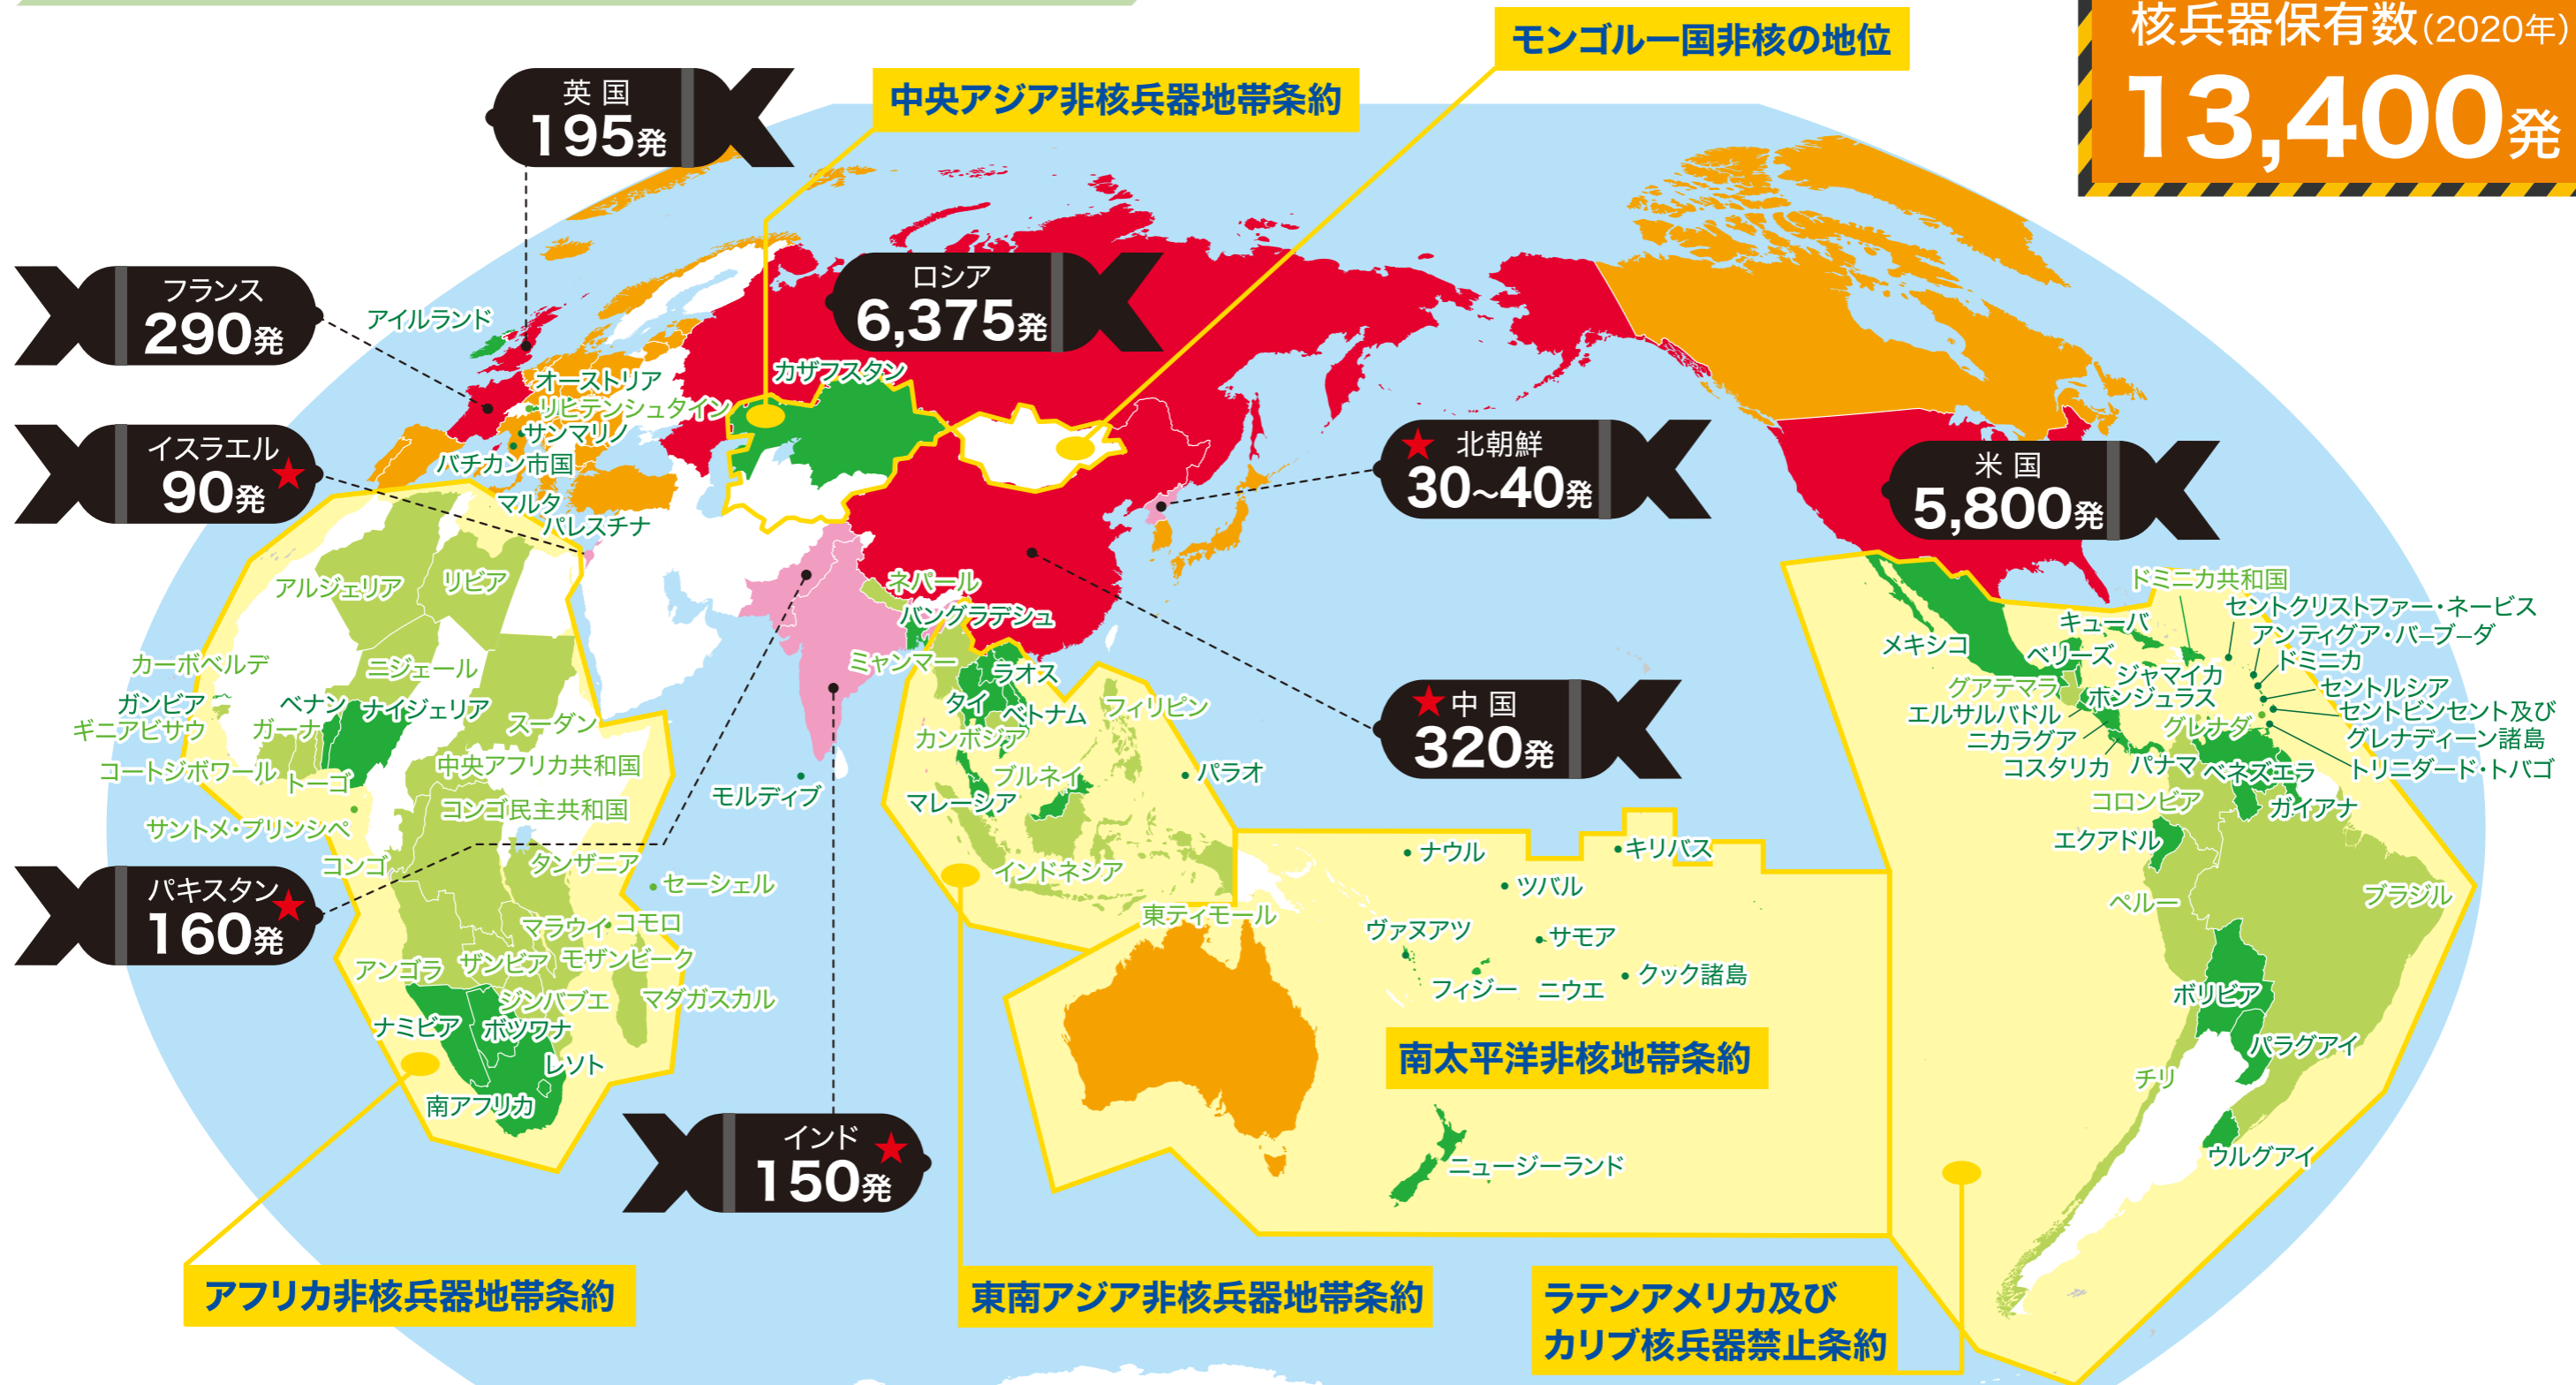 核兵器保有数(2020年)
13,400発
モンゴル一国非核の地位
中央アジア非核兵器地帯条約
英国
195発
フランス
290発
ロシア
6,375発
イスラエル
90発
北朝鮮
30～40発
米国
5,800発
中国
320発
パキスタン
160発
インド
150発
アイルランド
オーストリア
リヒテンシュタイン
サンマリノ
バチカン市国
マルタ
パレスチナ
カザフスタン
アルジェリア
リビア
カーボベルデ
ニジェール
ガンビア
ベナン
ナイジェリア
ギニアビサウ
ガーナ
スーダン
コートジボワール
トーゴ
中央アフリカ共和国
コンゴ民主共和国
サントメ・プリンシペ
コンゴ
タンザニア
セーシェル
マラウイ
コモロ
アンゴラ
ザンビア
モザンビーク
ジンバブエ
マダガスカル
ナミビア
ボツワナ
レソト
南アフリカ
ネパール
バングラデシュ
ミャンマー
ラオス
タイ
ベトナム
カンボジア
フィリピン
ブルネイ
パラオ
マレーシア
モルディブ
インドネシア
東ティモール
ナウル
キリバス
ツバル
ヴァヌアツ
サモア
フィジー
ニウエ
クック諸島
南太平洋非核地帯条約
ニュージーランド
ドミニカ共和国
セントクリストファー・ネービス
キューバ
アンティグア・バーブーダ
メキシコ
ベリーズ
ドミニカ
ジャマイカ
グアテマラ
ホンジュラス
セントルシア
エルサルバドル
グレナダ
セントビンセント及び
グレナディーン諸島
ニカラグア
コスタリカ
パナマ
ベネズエラ
トリニダード・トバゴ
コロンビア
ガイアナ
エクアドル
ペルー
ブラジル
ボリビア
パラグアイ
チリ
ウルグアイ
アフリカ非核兵器地帯条約
東南アジア非核兵器地帯条約
ラテンアメリカ及び
カリブ核兵器禁止条約